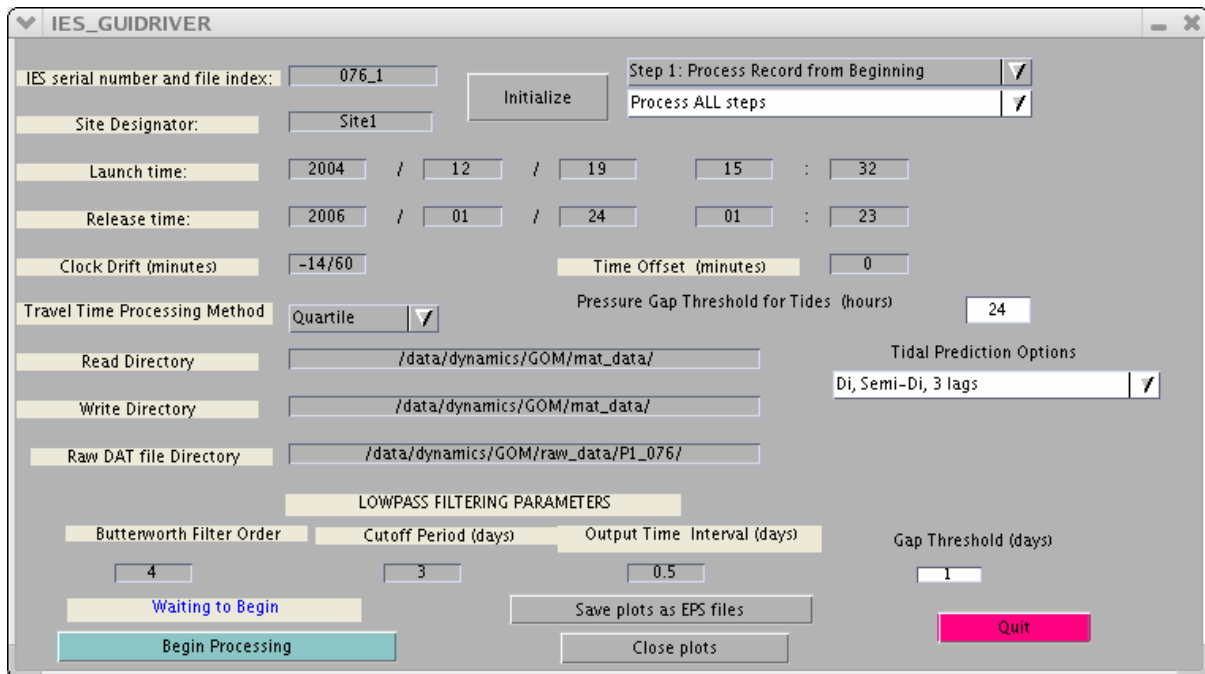 IES_GUIDRIVER
IES serial number and file index: 076_1 Initialize Step 1: Process Record from Beginning
Process ALL steps
Site Designator: Site1
Launch time: 2004 / 12 / 19 15 : 32
Release time: 2006 / 01 / 24 01 : 23
Clock Drift (minutes) -14/60 Time Offset (minutes) 0
Travel Time Processing Method Quartile Pressure Gap Threshold for Tides (hours) 24
Read Directory /data/dynamics/GOM/mat_data/ Tidal Prediction Options
Di, Semi-Di, 3 lags
Write Directory /data/dynamics/GOM/mat_data/
Raw DAT file Directory /data/dynamics/GOM/raw_data/P1_076/
LOWPASS FILTERING PARAMETERS
Butterworth Filter Order Cutoff Period (days) Output Time Interval (days) Gap Threshold (days)
4 3 0.5 1
Waiting to Begin Save plots as EPS files Quit
Begin Processing Close plots